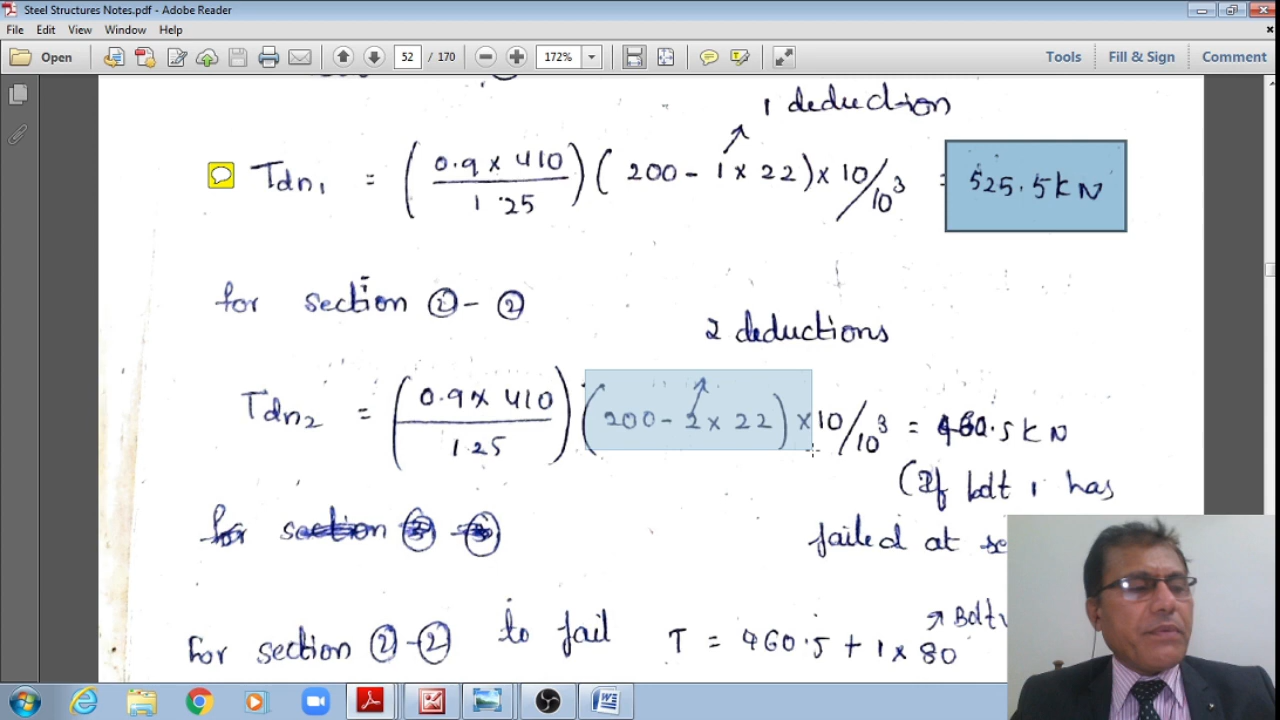 Steel Structures Notes.pdf - Adobe Reader
File Edit View Window Help
Open 52 / 170 172% Tools Fill & Sign Comment
1 deduction
Tdn1 = (0.9 x 410 / 1.25) (200 - 1 x 22) x 10/10³ = 525.5 kN
for section ② - ②
2 deductions
Tdn2 = (0.9 x 410 / 1.25) (200 - 2 x 22) x 10/10³ = 460.5 kN
(If bolt 1 has
failed at
for section
For section ② - ② to fail T = 460.5 + 1 x 80